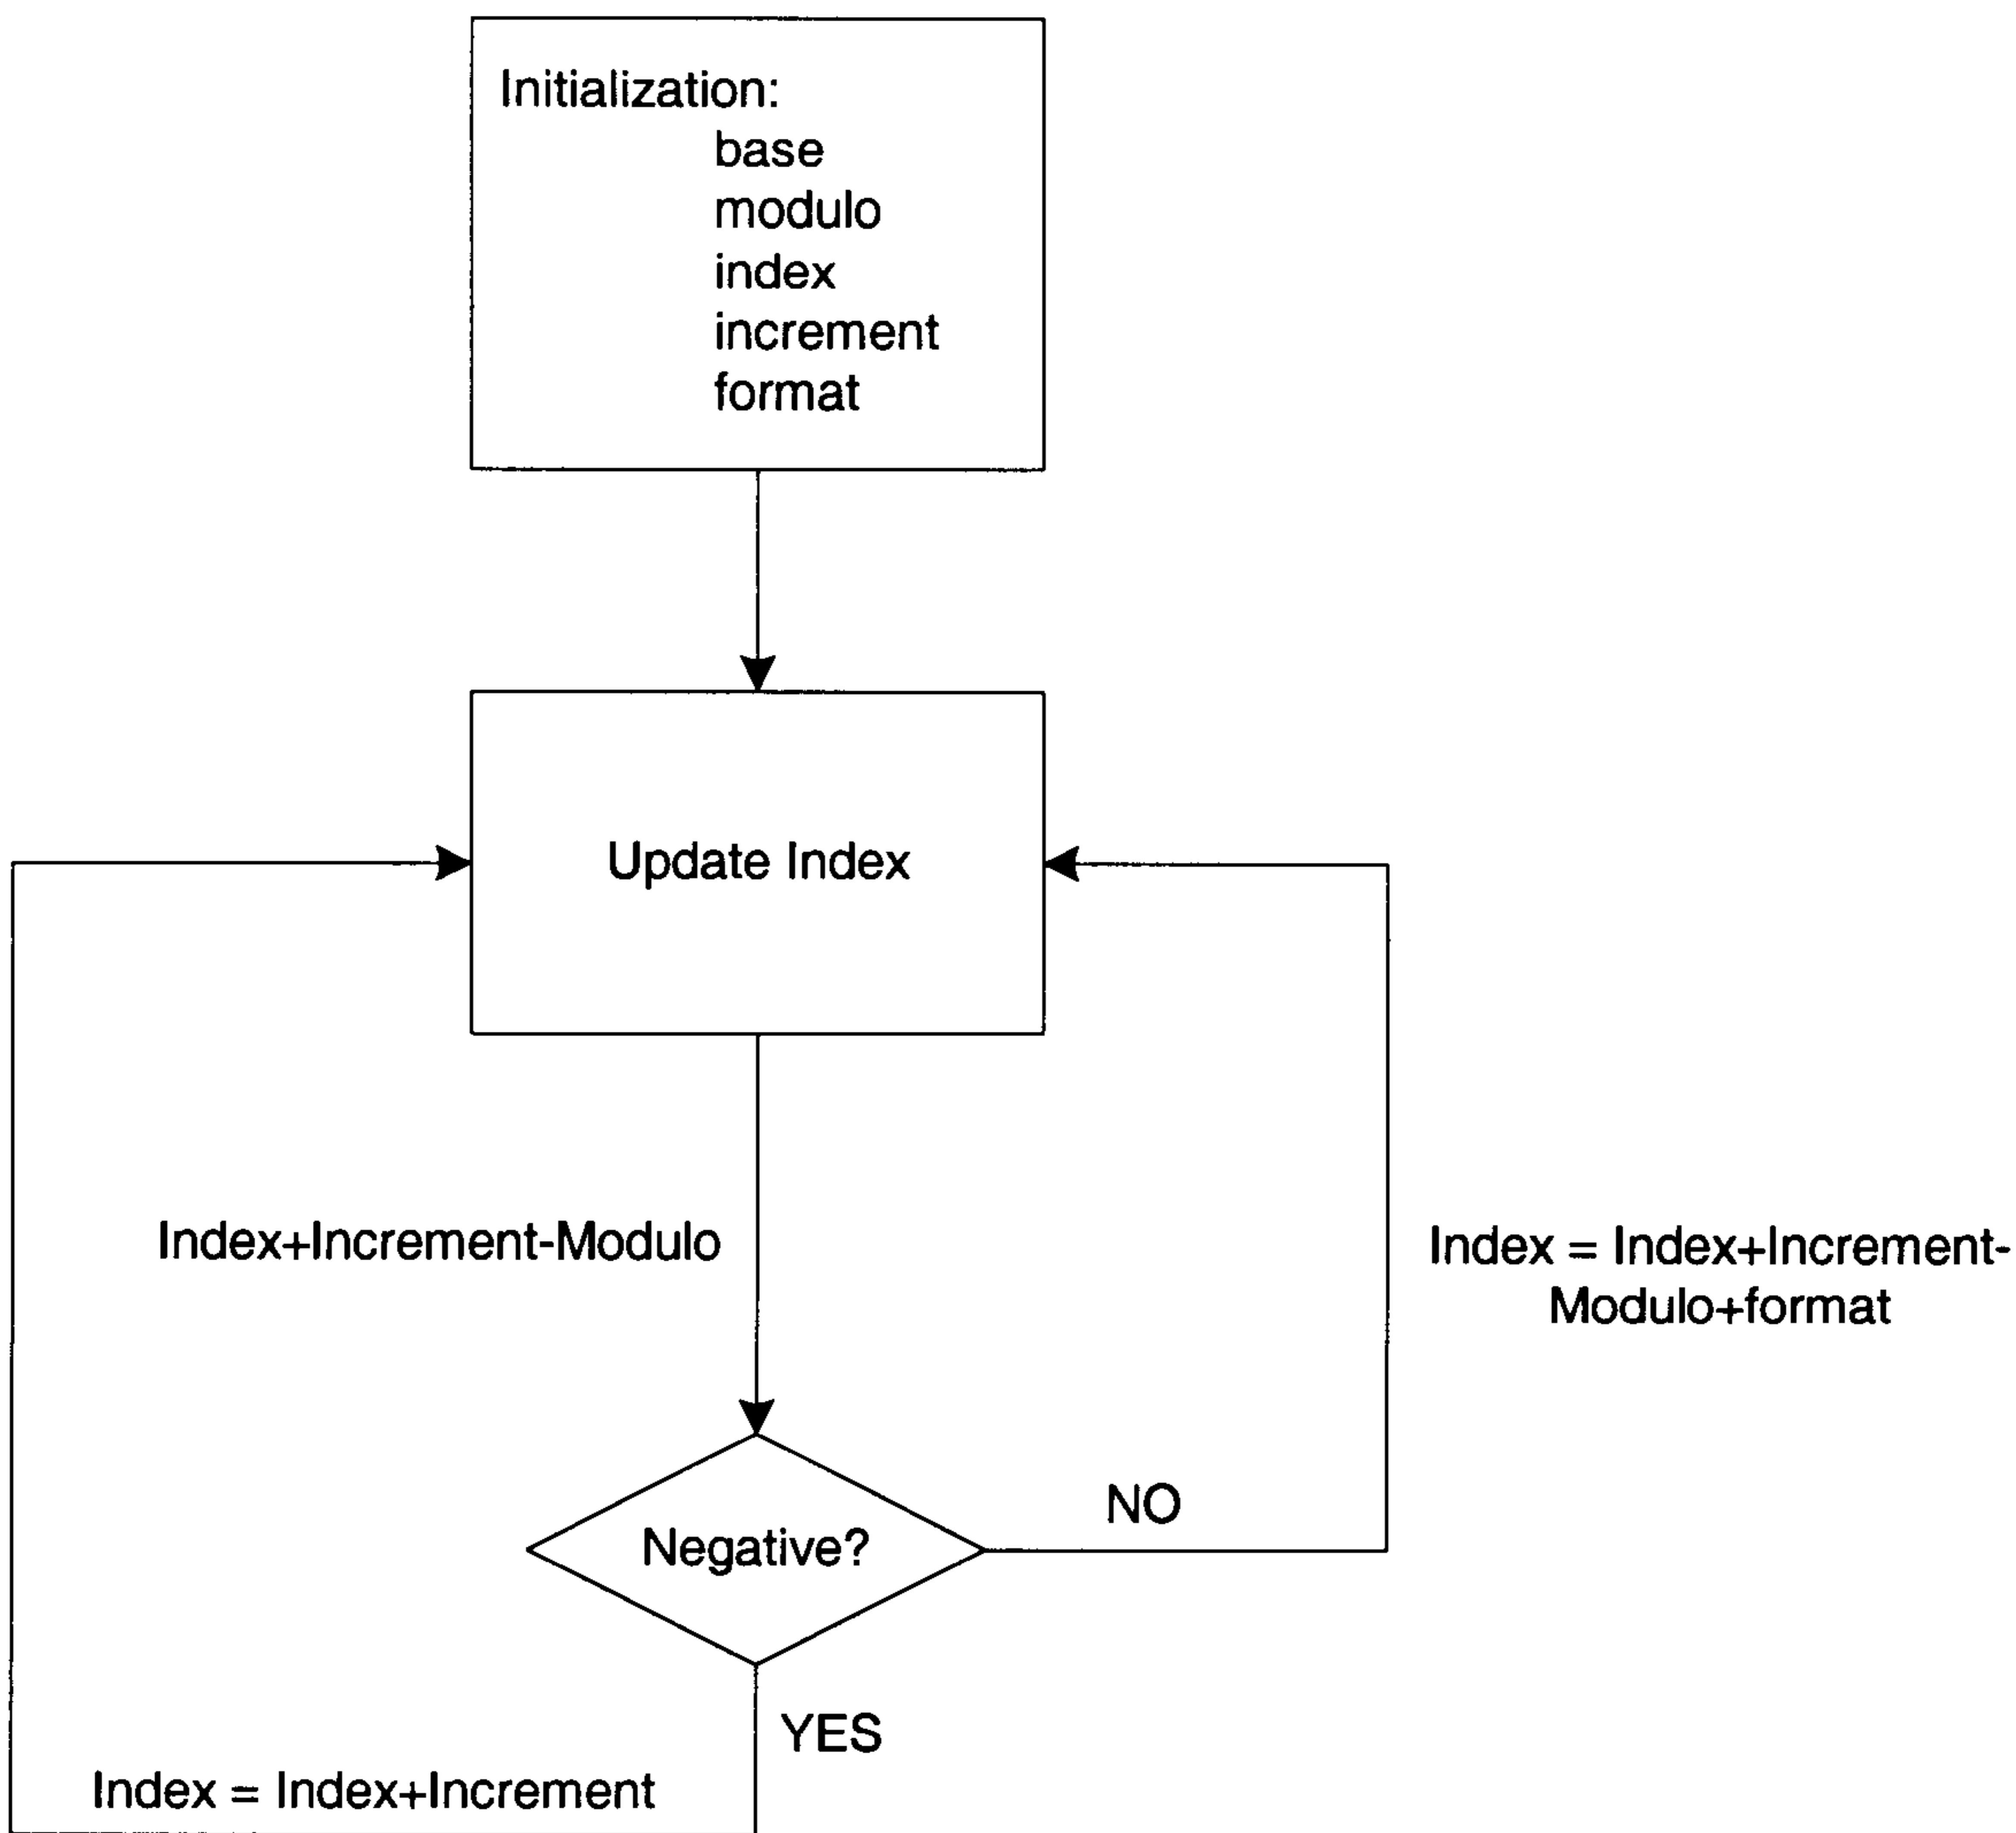 Initialization:
base
modulo
index
increment
format
Update Index
Index+Increment-Modulo
Index = Index+Increment-
Modulo+format
NO
Negative?
YES
Index = Index+Increment